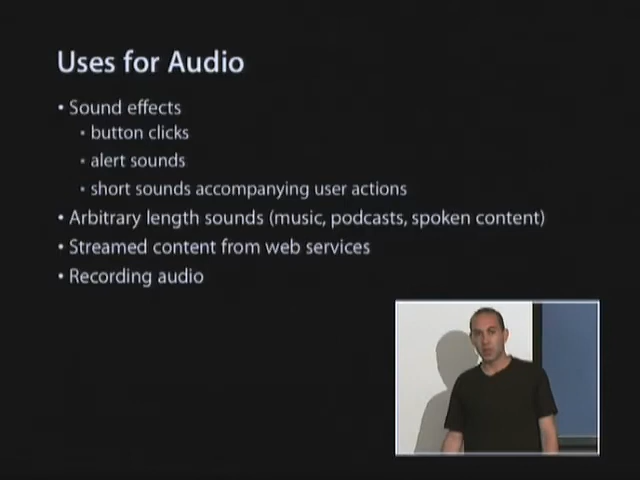 Uses for Audio
• Sound effects
• button clicks
• alert sounds
• short sounds accompanying user actions
• Arbitrary length sounds (music, podcasts, spoken content)
• Streamed content from web services
• Recording audio